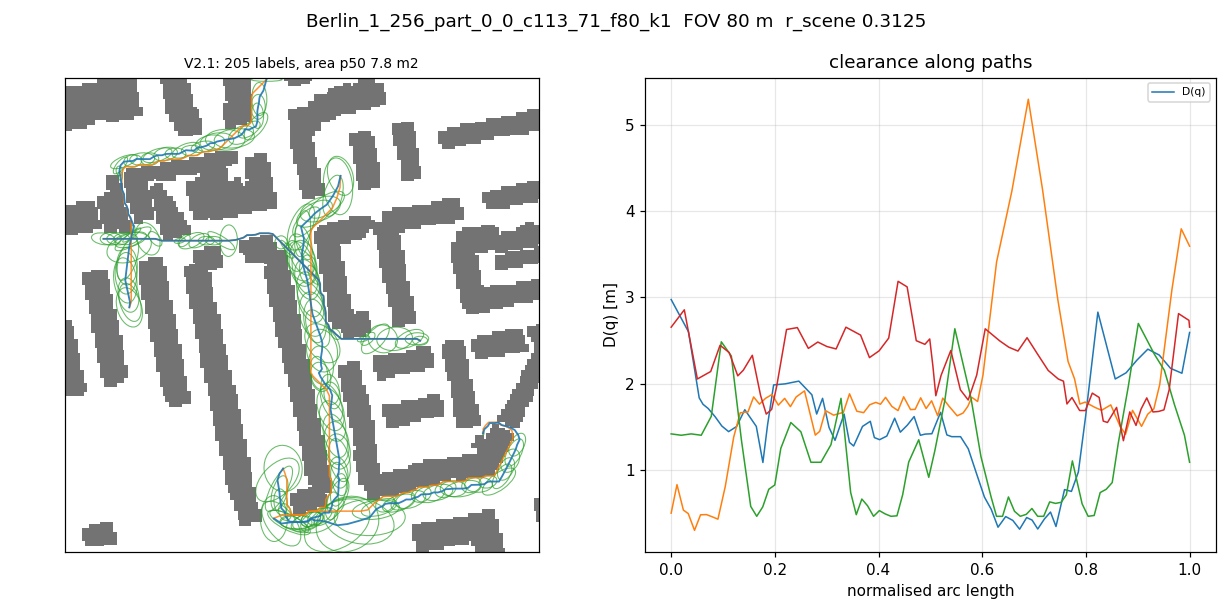 Berlin_1_256_part_0_0_c113_71_f80_k1  FOV 80 m  r_scene 0.3125
V2.1: 205 labels, area p50 7.8 m2
clearance along paths
D(q)
5
4
3
2
1
D(q) [m]
0.0 0.2 0.4 0.6 0.8 1.0
normalised arc length